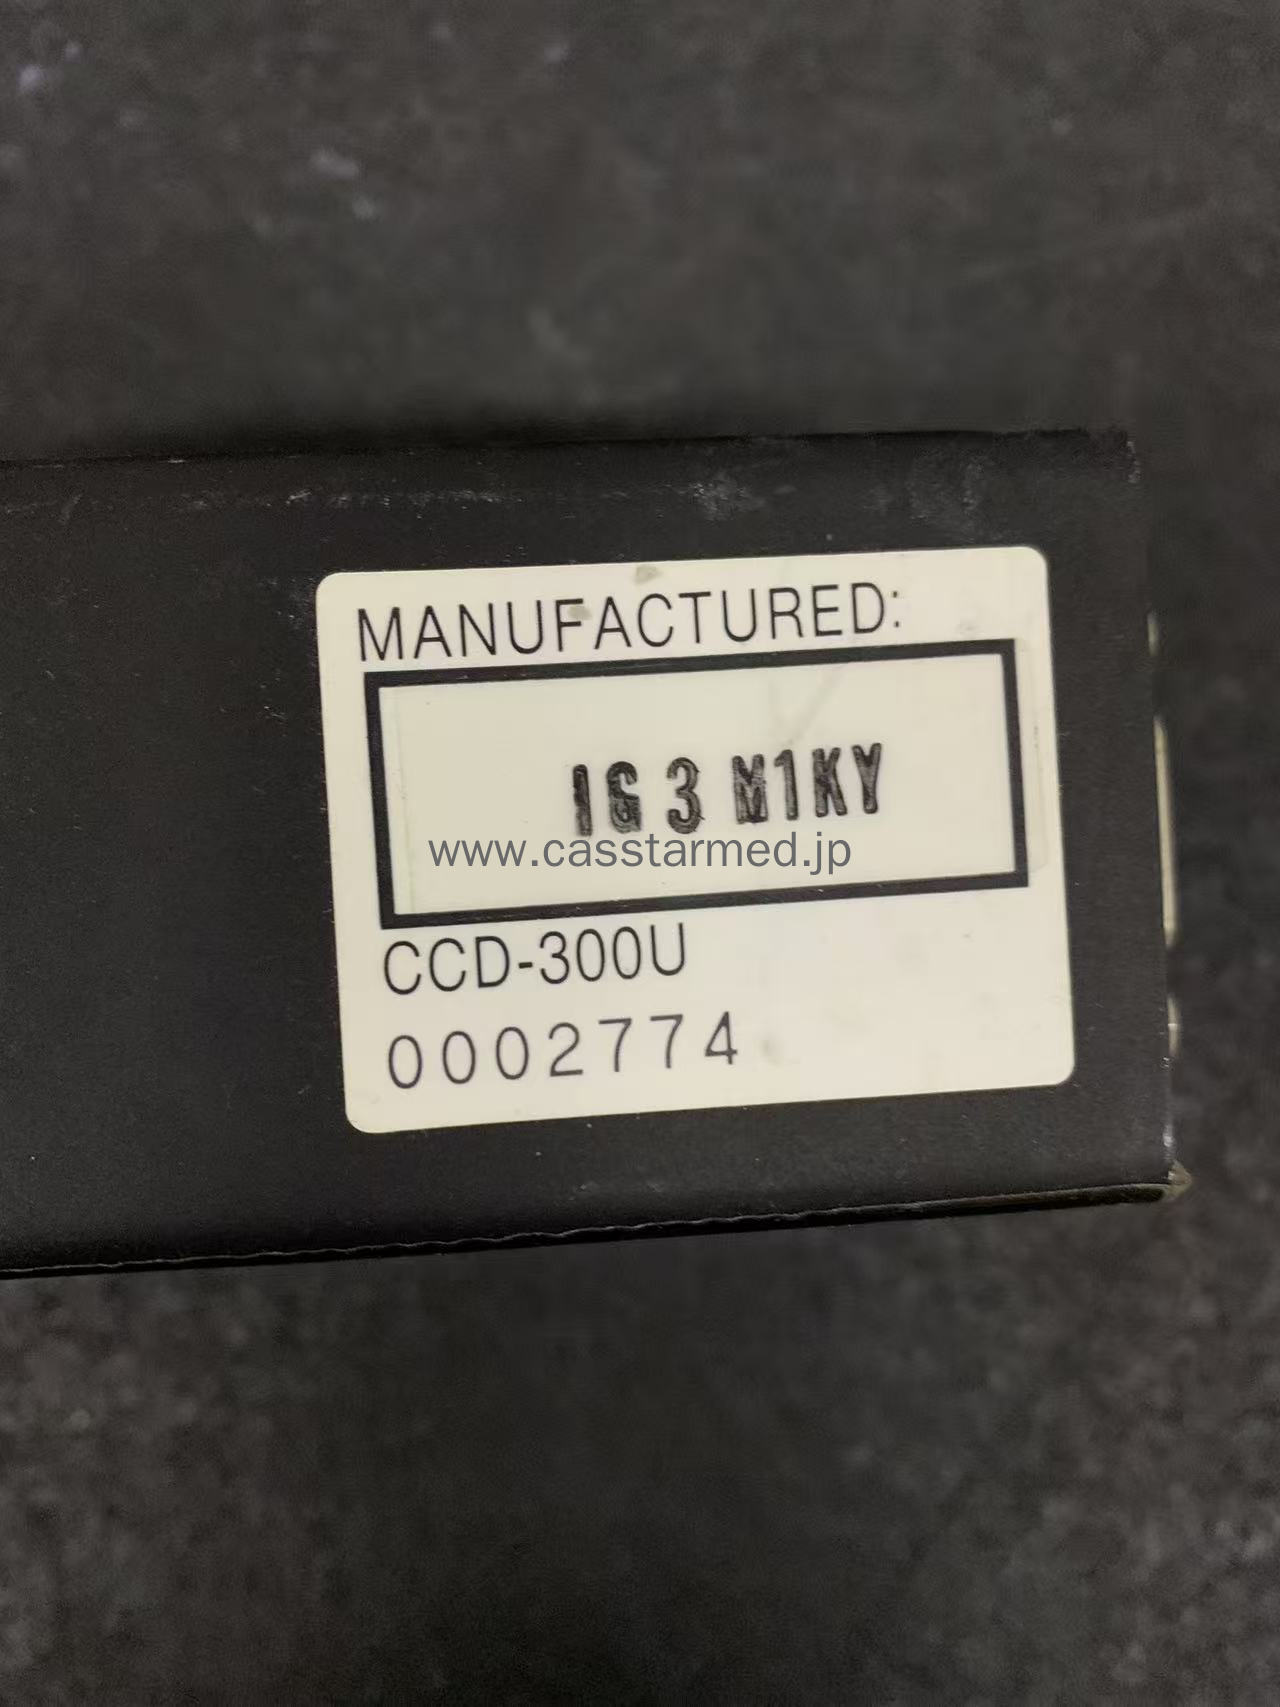 MANUFACTURED:
IG 3 M1KY
www.casstarmed.jp
CCD-300U
0002774